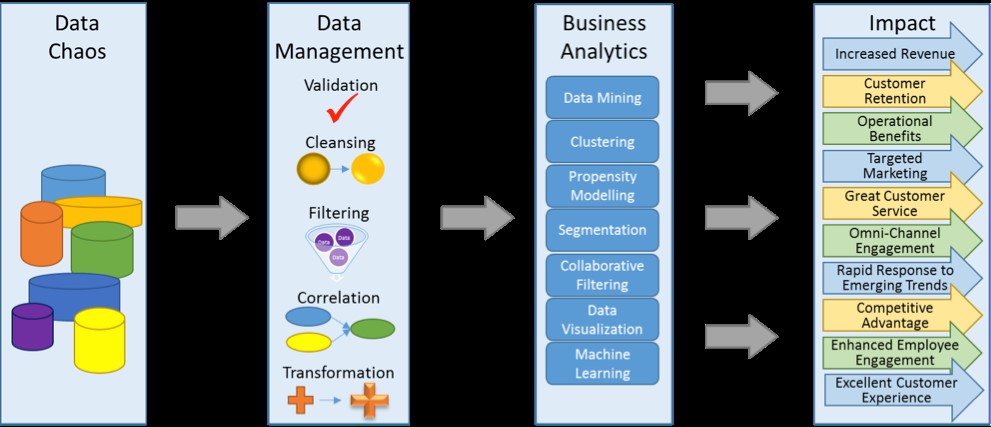 Data
Chaos
Data
Management
Validation
Cleansing
Filtering
Data
Data
Data
Correlation
Transformation
Business
Analytics
Data Mining
Clustering
Propensity
Modelling
Segmentation
Collaborative
Filtering
Data
Visualization
Machine
Learning
Impact
Increased Revenue
Customer
Retention
Operational
Benefits
Targeted
Marketing
Great Customer
Service
Omni-Channel
Engagement
Rapid Response to
Emerging Trends
Competitive
Advantage
Enhanced Employee
Engagement
Excellent Customer
Experience